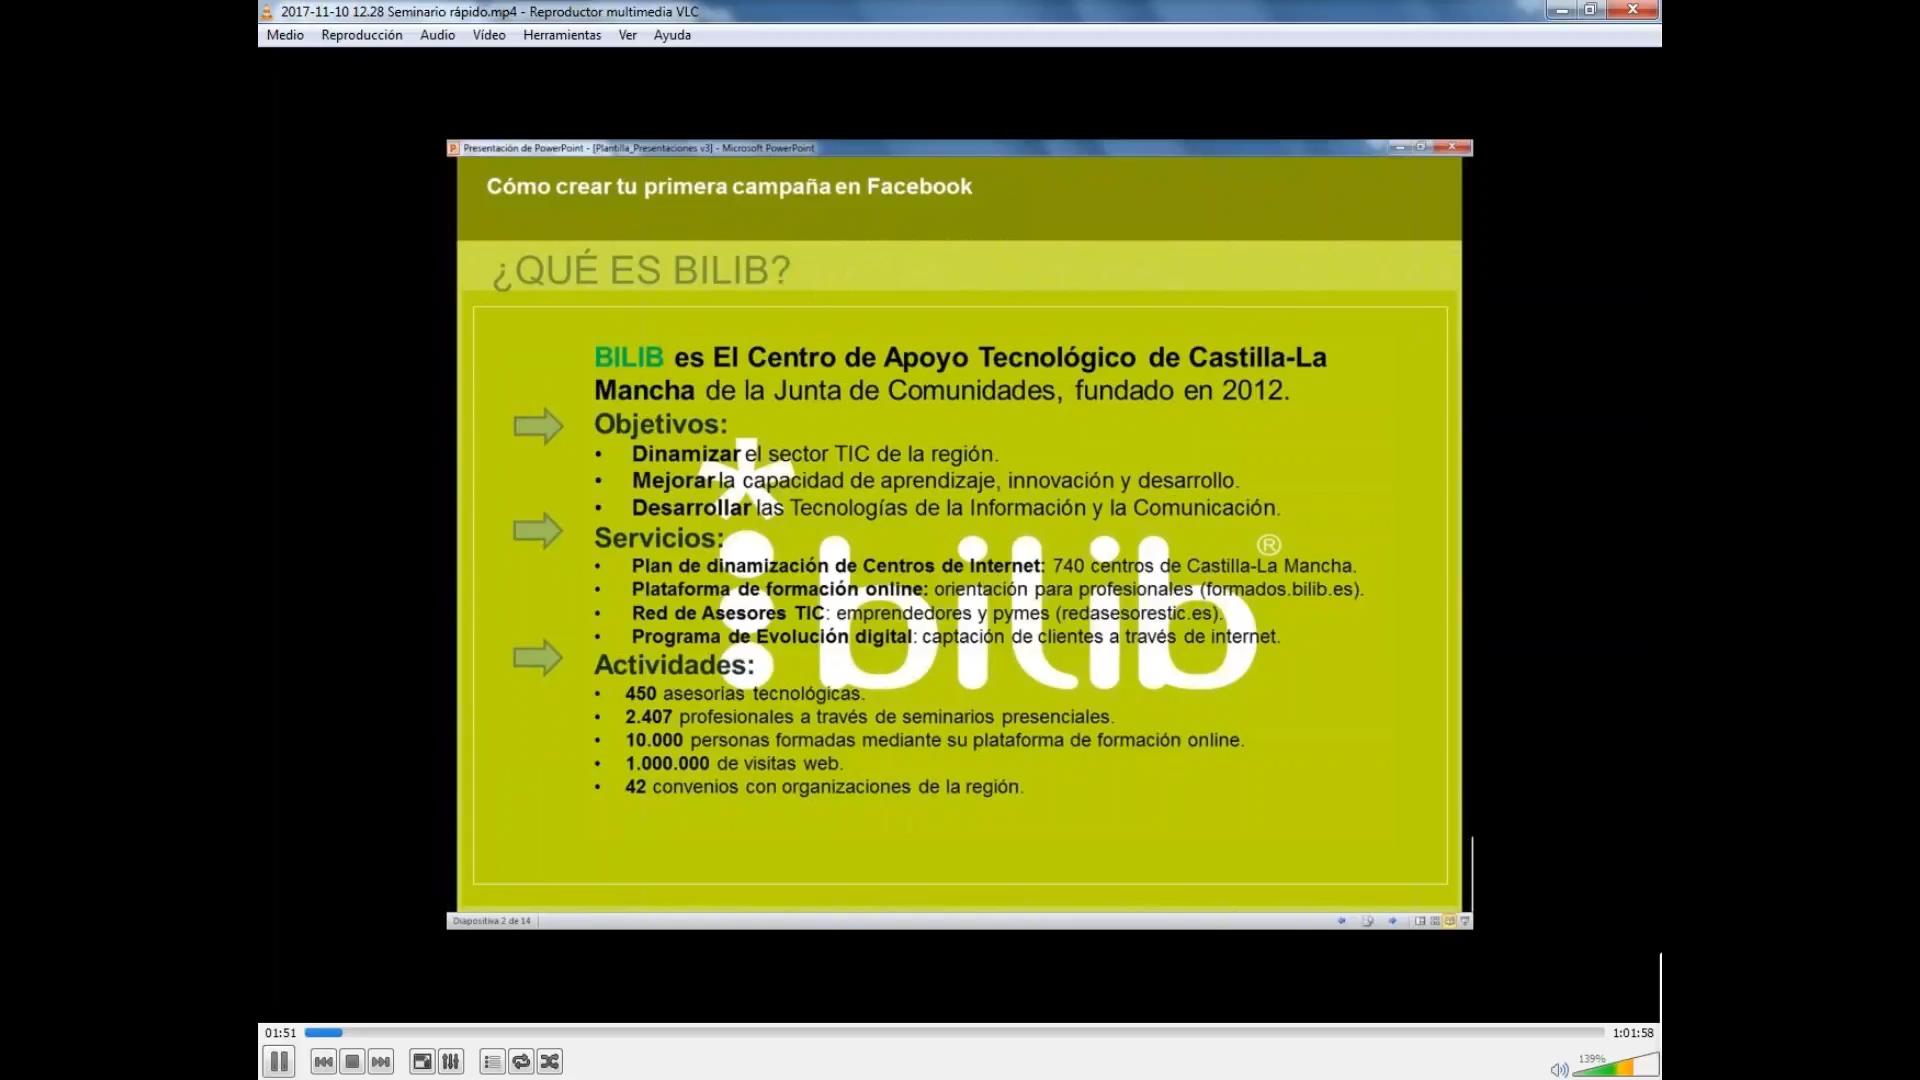 2017-11-10 12.28 Seminario rápido.mp4 - Reproductor multimedia VLC
Medio Reproducción Audio Vídeo Herramientas Ver Ayuda
Presentación de PowerPoint - [Plantilla_Presentaciones v3] - Microsoft PowerPoint
Cómo crear tu primera campaña en Facebook
¿QUÉ ES BILIB?
BILIB es El Centro de Apoyo Tecnológico de Castilla-La
Mancha de la Junta de Comunidades, fundado en 2012.
Objetivos:
• Dinamizar el sector TIC de la región.
• Mejorar la capacidad de aprendizaje, innovación y desarrollo.
• Desarrollar las Tecnologías de la Información y la Comunicación.
Servicios:
• Plan de dinamización de Centros de Internet: 740 centros de Castilla-La Mancha.
• Plataforma de formación online: orientación para profesionales (formados.bilib.es).
• Red de Asesores TIC: emprendedores y pymes (redasesorestic.es).
• Programa de Evolución digital: captación de clientes a través de internet.
Actividades:
• 450 asesorias tecnológicas.
• 2.407 profesionales a través de seminarios presenciales.
• 10.000 personas formadas mediante su plataforma de formación online.
• 1.000.000 de visitas web.
• 42 convenios con organizaciones de la región.
bilib ®
Diapositiva 2 de 14
01:51 1:01:58
139%